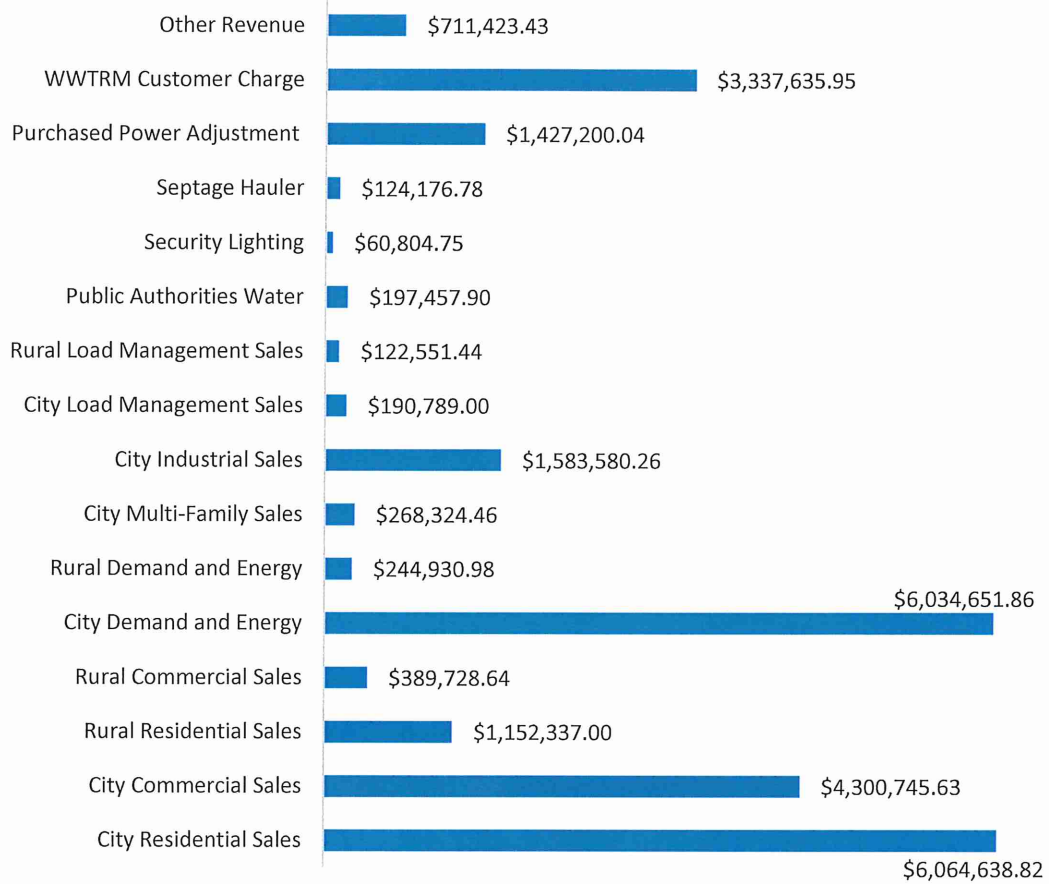 Other Revenue $711,423.43
WWTRM Customer Charge $3,337,635.95
Purchased Power Adjustment $1,427,200.04
Septage Hauler $124,176.78
Security Lighting $60,804.75
Public Authorities Water $197,457.90
Rural Load Management Sales $122,551.44
City Load Management Sales $190,789.00
City Industrial Sales $1,583,580.26
City Multi-Family Sales $268,324.46
Rural Demand and Energy $244,930.98
City Demand and Energy $6,034,651.86
Rural Commercial Sales $389,728.64
Rural Residential Sales $1,152,337.00
City Commercial Sales $4,300,745.63
City Residential Sales $6,064,638.82